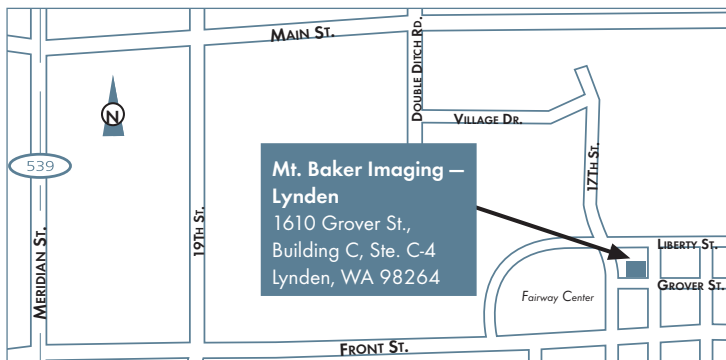 MAIN ST.
DOUBLE DITCH RD.
VILLAGE DR.
N
539
17TH ST.
19TH ST.
MERIDIAN ST.
Mt. Baker Imaging —
Lynden
1610 Grover St.,
Building C, Ste. C-4
Lynden, WA 98264
LIBERTY ST.
GROVER ST.
Fairway Center
FRONT ST.